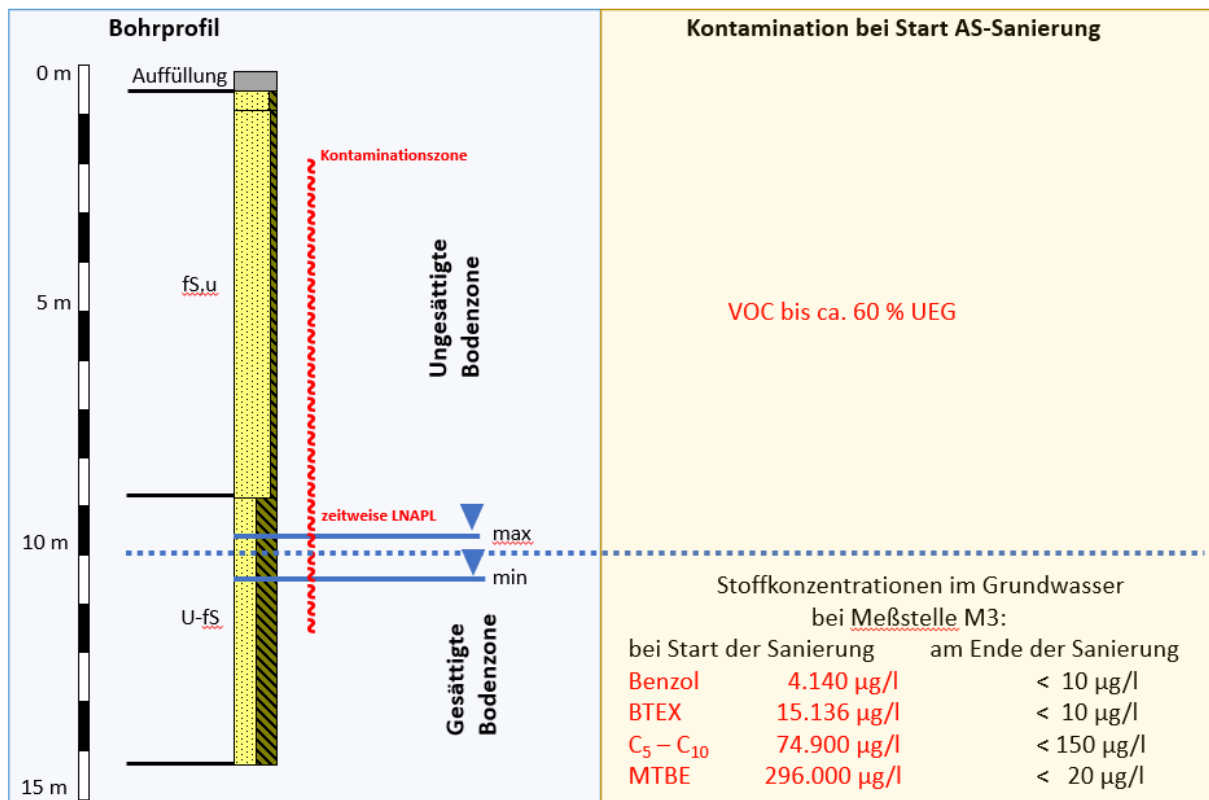 Bohrprofil
0 m
Auffüllung
Kontaminationszone
fS,u
5 m
Ungesättigte
Bodenzone
zeitweise LNAPL
max
10 m
min
U-fS
Gesättigte
Bodenzone
15 m
Kontamination bei Start AS-Sanierung
VOC bis ca. 60 % UEG
Stoffkonzentrationen im Grundwasser
bei Meßstelle M3:
bei Start der Sanierung am Ende der Sanierung
Benzol 4.140 µg/l < 10 µg/l
BTEX 15.136 µg/l < 10 µg/l
C₅ – C₁₀ 74.900 µg/l < 150 µg/l
MTBE 296.000 µg/l < 20 µg/l